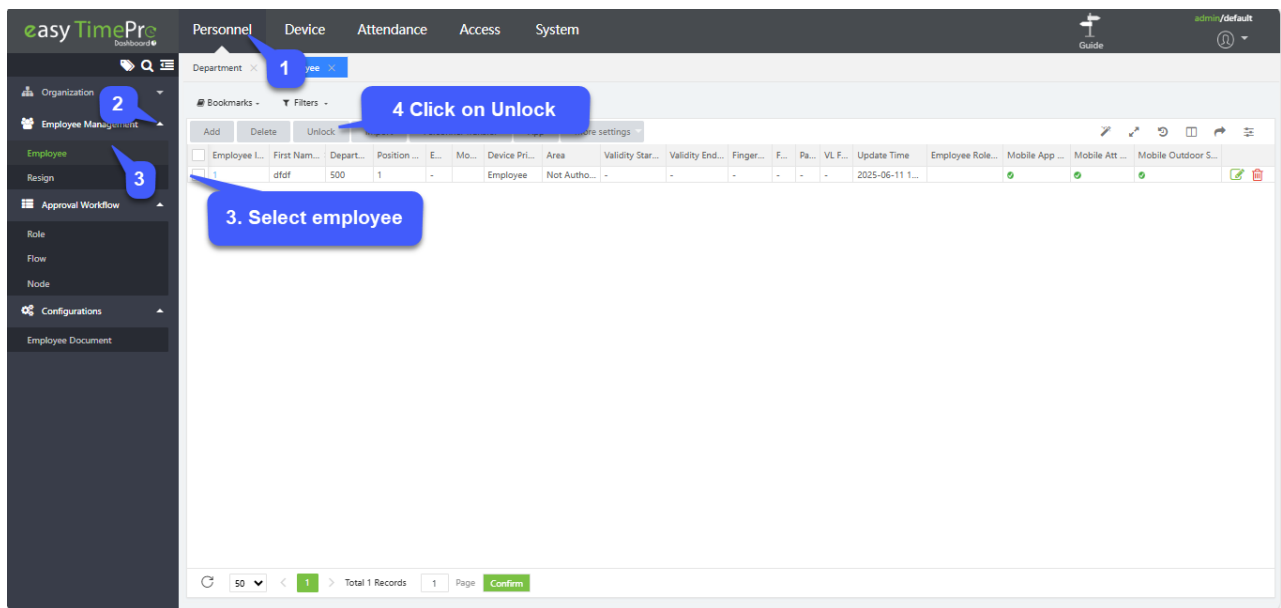 easy TimePro
Dashboard
Personnel Device Attendance Access System
Guide
admin/default
Department × yee ×
1
Organization
2
Employee Management
Employee
Resign
3
Approval Workflow
Role
Flow
Node
Configurations
Employee Document
Bookmarks Filters
4 Click on Unlock
Add Delete Unlock re settings
Employee I... First Nam... Depart... Position ... E... Mo... Device Pri... Area Validity Star... Validity End... Finger... F... Pa... VL F... Update Time Employee Role... Mobile App ... Mobile Att ... Mobile Outdoor S...
1 dfdf 500 1 - Employee Not Autho... - - - - - - 2025-06-11 1...
3. Select employee
50 < 1 > Total 1 Records 1 Page Confirm